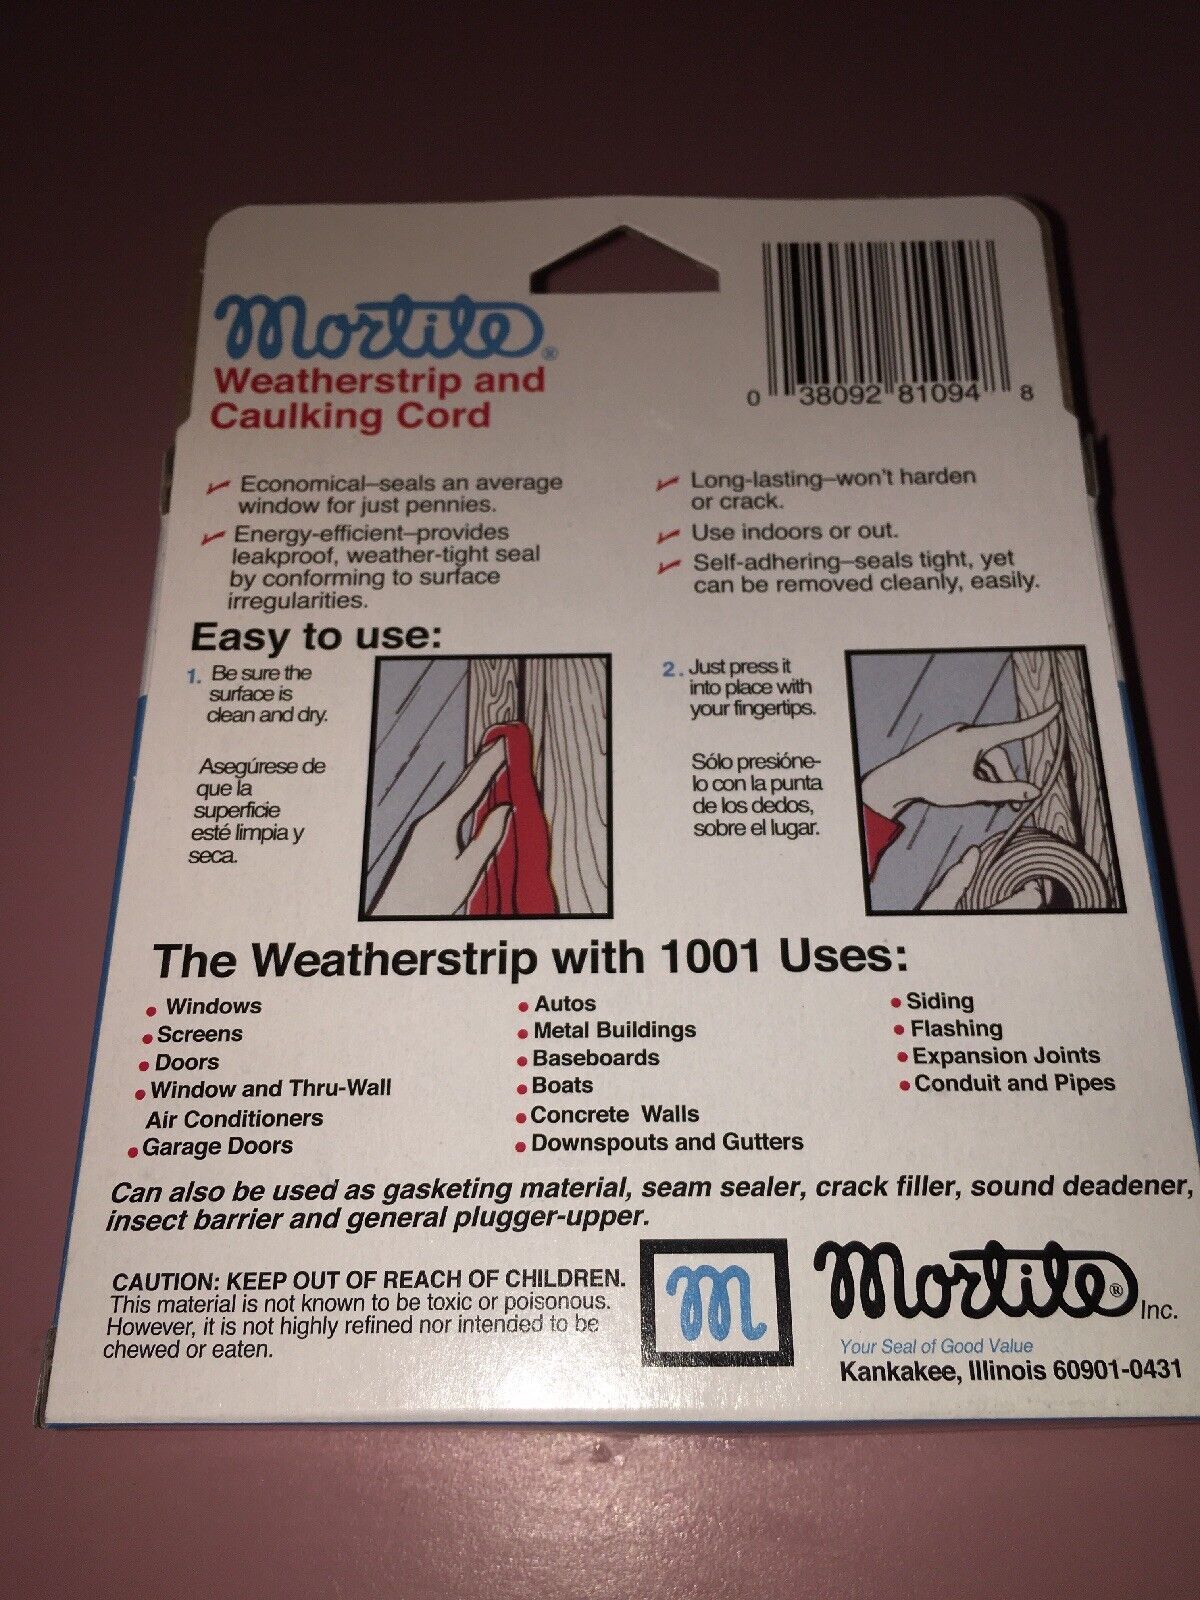 Mortite®
Weatherstrip and
Caulking Cord
0 38092 81094 8
Economical–seals an average
window for just pennies.
Energy-efficient–provides
leakproof, weather-tight seal
by conforming to surface
irregularities.
Long-lasting–won't harden
or crack.
Use indoors or out.
Self-adhering–seals tight, yet
can be removed cleanly, easily.
Easy to use:
1. Be sure the
surface is
clean and dry.
Asegúrese de
que la
superficie
esté limpia y
seca.
2. Just press it
into place with
your fingertips.
Sólo presióne-
lo con la punta
de los dedos,
sobre el lugar.
The Weatherstrip with 1001 Uses:
• Windows
• Screens
• Doors
• Window and Thru-Wall
Air Conditioners
• Garage Doors
• Autos
• Metal Buildings
• Baseboards
• Boats
• Concrete Walls
• Downspouts and Gutters
• Siding
• Flashing
• Expansion Joints
• Conduit and Pipes
Can also be used as gasketing material, seam sealer, crack filler, sound deadener,
insect barrier and general plugger-upper.
CAUTION: KEEP OUT OF REACH OF CHILDREN.
This material is not known to be toxic or poisonous.
However, it is not highly refined nor intended to be
chewed or eaten.
m
Mortite® Inc.
Your Seal of Good Value
Kankakee, Illinois 60901-0431